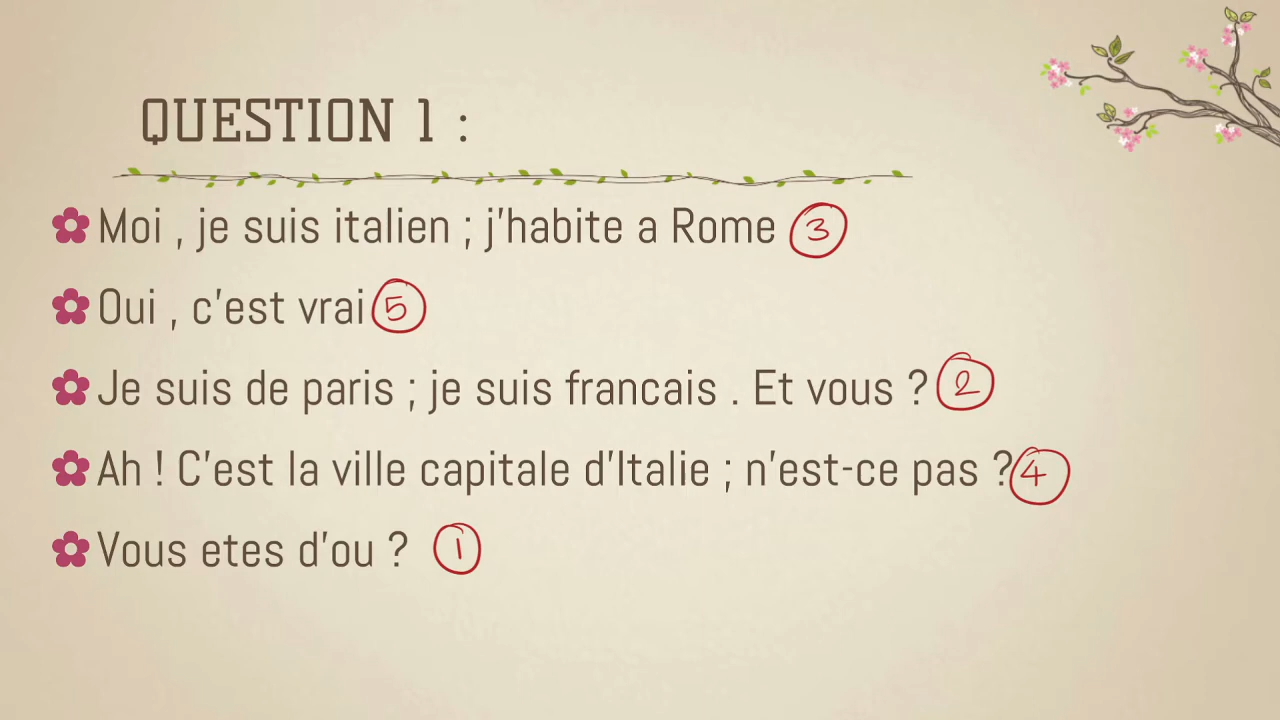 QUESTION 1 :
Moi , je suis italien ; j'habite a Rome 3
Oui , c'est vrai 5
Je suis de paris ; je suis francais . Et vous ? 2
Ah ! C'est la ville capitale d'Italie ; n'est-ce pas ? 4
Vous etes d'ou ? 1